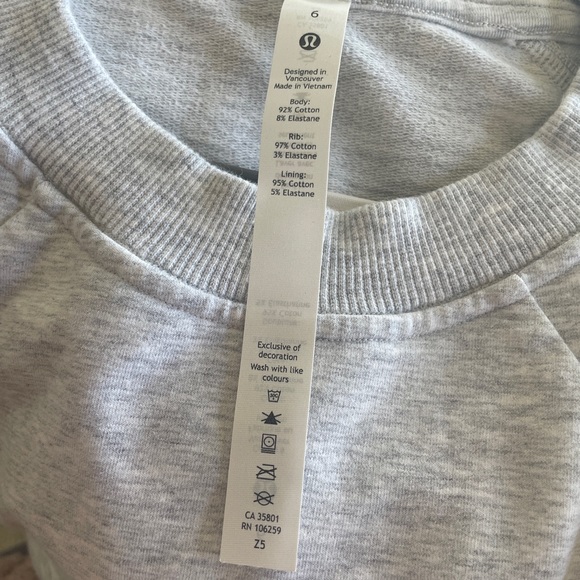 6
Designed in
Vancouver
Made in Vietnam
Body:
92% Cotton
8% Elastane
Rib:
97% Cotton
3% Elastane
Lining:
95% Cotton
5% Elastane
Exclusive of
decoration
Wash with like
colours
CA 35801
RN 106259
Z5